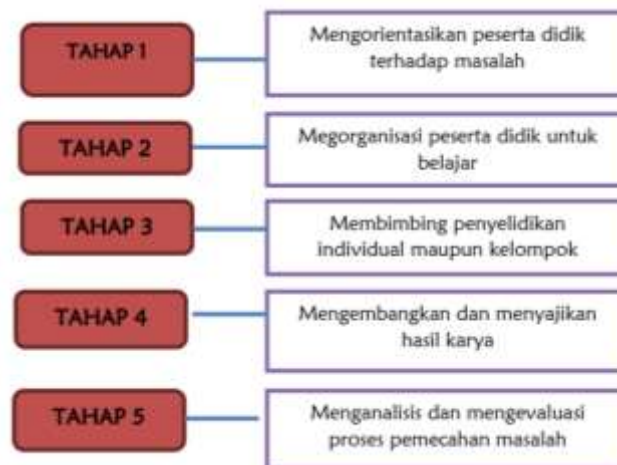 TAHAP 1
Mengorientasikan peserta didik
terhadap masalah
TAHAP 2
Megorganisasi peserta didik untuk
belajar
TAHAP 3
Membimbing penyelidikan
individual maupun kelompok
TAHAP 4
Mengembangkan dan menyajikan
hasil karya
TAHAP 5
Menganalisis dan mengevaluasi
proses pemecahan masalah